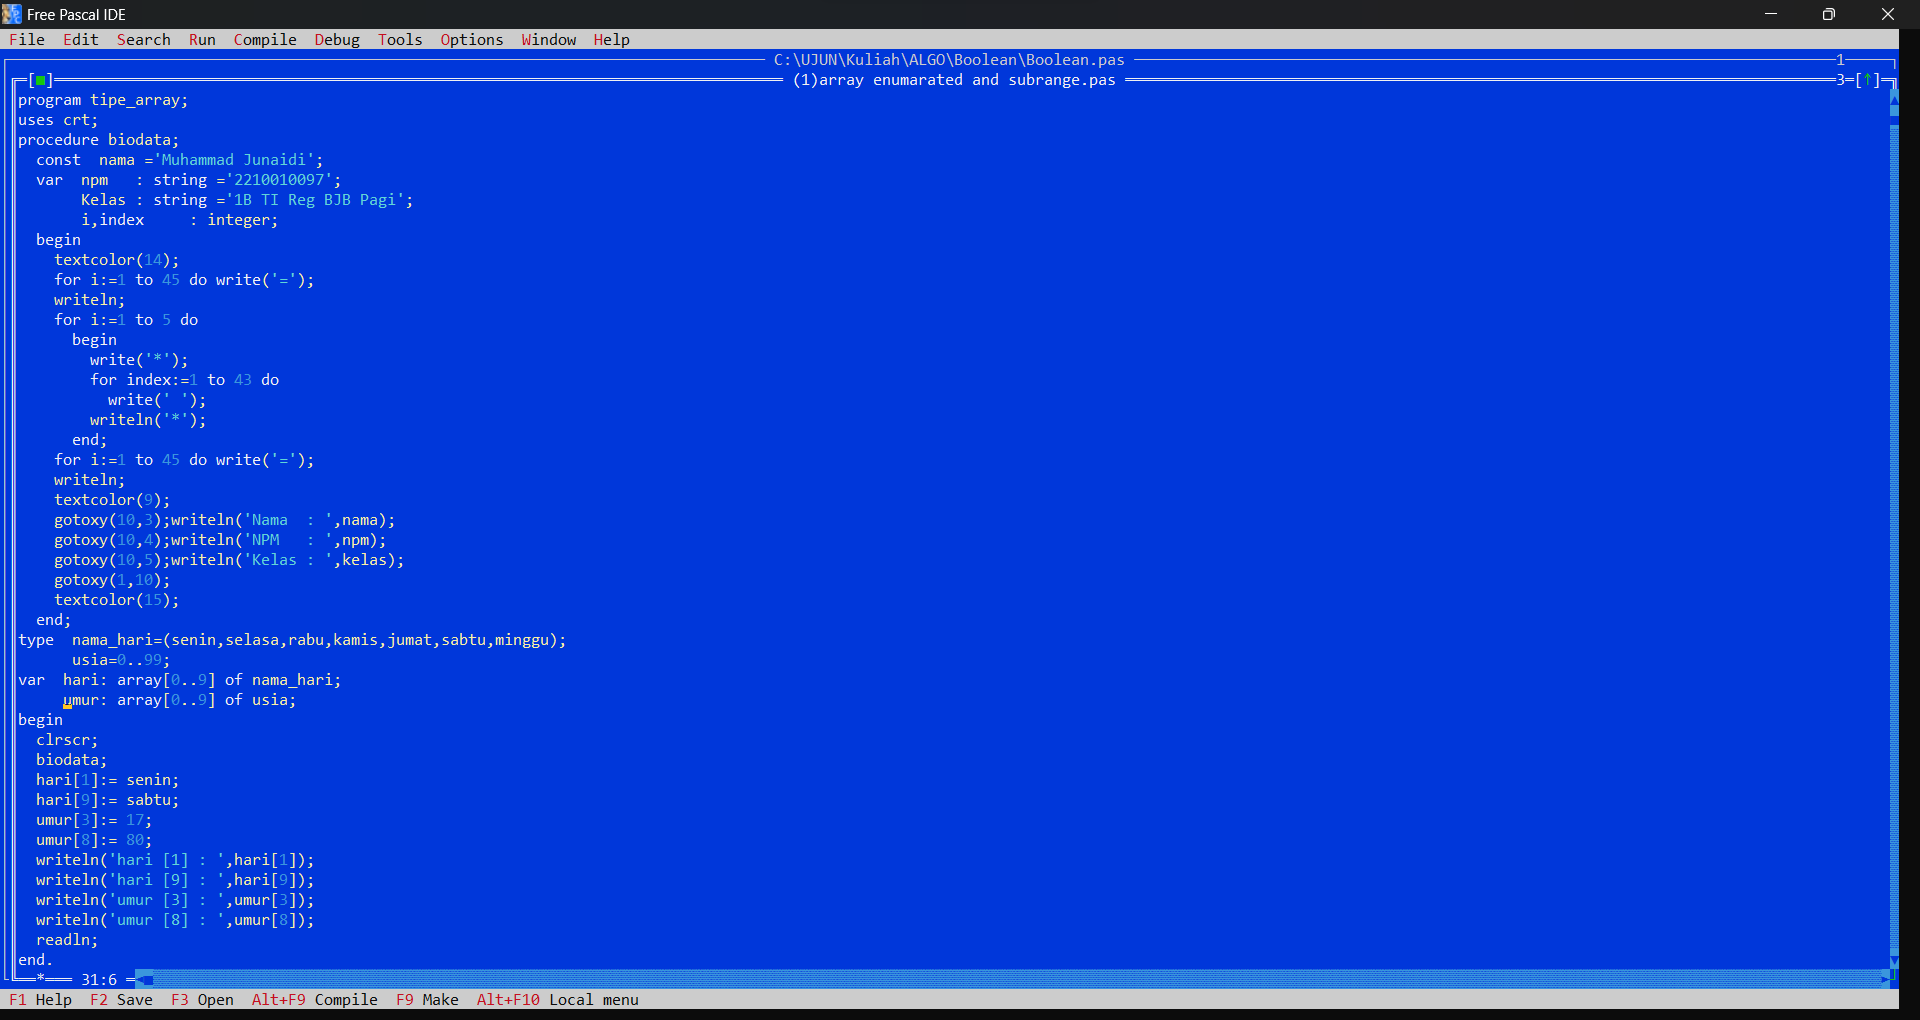 Free Pascal IDE
File  Edit  Search  Run  Compile  Debug  Tools  Options  Window  Help
C:\UJUN\Kuliah\ALGO\Boolean\Boolean.pas 1
[■] (1)array enumarated and subrange.pas 3=[↑]
program tipe_array;
uses crt;
procedure biodata;
  const  nama ='Muhammad Junaidi';
  var  npm   : string ='2210010097';
       Kelas : string ='1B TI Reg BJB Pagi';
       i,index     : integer;
  begin
    textcolor(14);
    for i:=1 to 45 do write('=');
    writeln;
    for i:=1 to 5 do
      begin
        write('*');
        for index:=1 to 43 do
          write(' ');
        writeln('*');
      end;
    for i:=1 to 45 do write('=');
    writeln;
    textcolor(9);
    gotoxy(10,3);writeln('Nama  : ',nama);
    gotoxy(10,4);writeln('NPM   : ',npm);
    gotoxy(10,5);writeln('Kelas : ',kelas);
    gotoxy(1,10);
    textcolor(15);
  end;
type  nama_hari=(senin,selasa,rabu,kamis,jumat,sabtu,minggu);
      usia=0..99;
var  hari: array[0..9] of nama_hari;
     umur: array[0..9] of usia;
begin
  clrscr;
  biodata;
  hari[1]:= senin;
  hari[9]:= sabtu;
  umur[3]:= 17;
  umur[8]:= 80;
  writeln('hari [1] : ',hari[1]);
  writeln('hari [9] : ',hari[9]);
  writeln('umur [3] : ',umur[3]);
  writeln('umur [8] : ',umur[8]);
  readln;
end.
* 31:6
F1 Help  F2 Save  F3 Open  Alt+F9 Compile  F9 Make  Alt+F10 Local menu